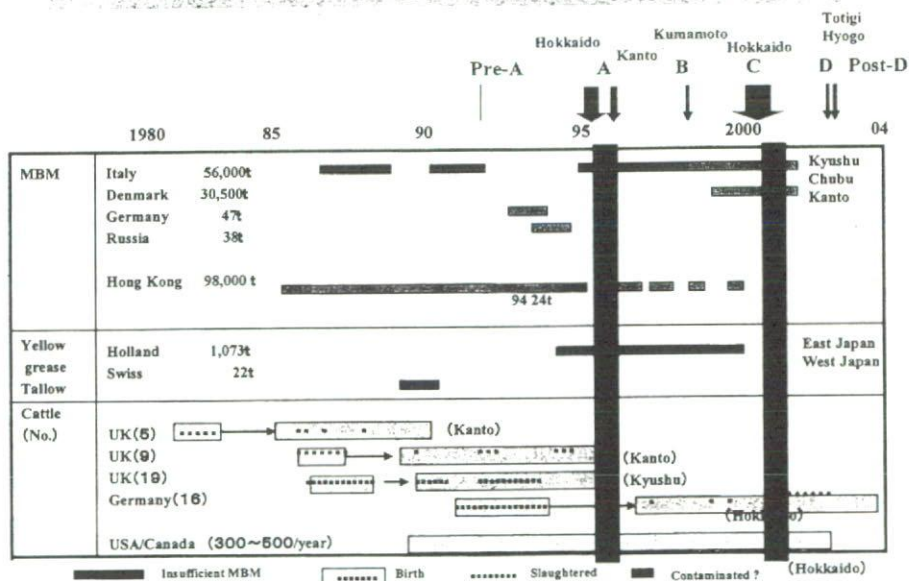 Totigi
Hyogo
Hokkaido Kanto Kumamoto Hokkaido
Pre-A A B C D Post-D
1980 85 90 95 2000 04
MBM Italy 56,000t Kyushu
Denmark 30,500t Chubu
Germany 47t Kanto
Russia 38t
Hong Kong 98,000 t
94 24t
Yellow grease Tallow
Holland 1,073t East Japan
Swiss 22t West Japan
Cattle
(No.)
UK(5) (Kanto)
UK(9) (Kanto)
UK(19) (Kyushu)
Germany(16) (Hokkaido)
USA/Canada (300~500/year)
(Hokkaido)
Insufficient MBM Birth Slaughtered Contaminated ?